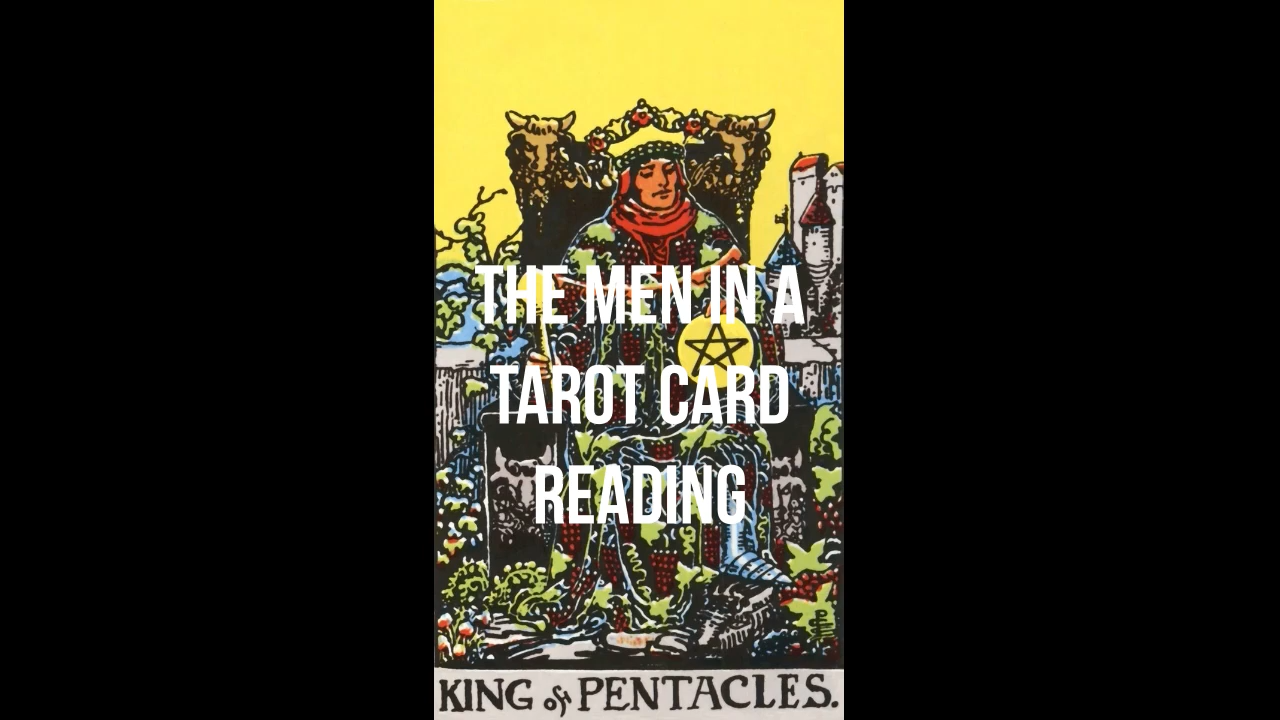 THE MEN IN A
TAROT CARD
READING
KING of PENTACLES.